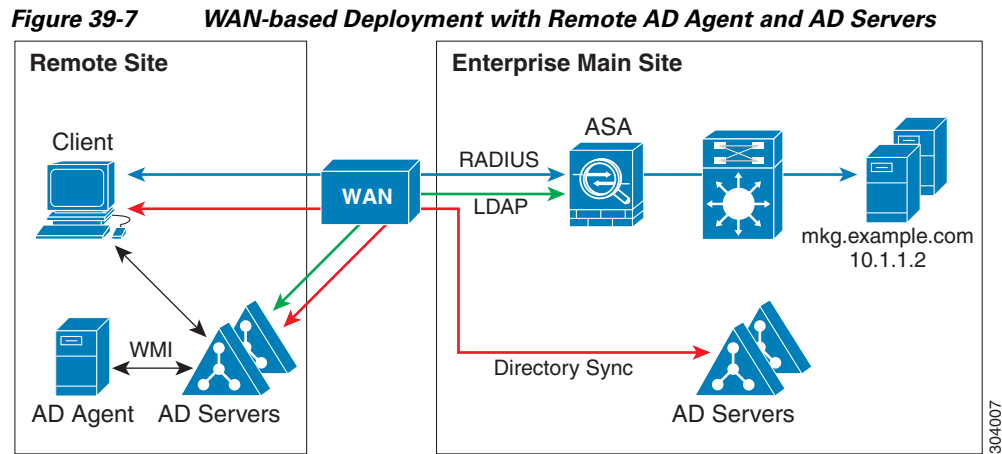 Figure 39-7 WAN-based Deployment with Remote AD Agent and AD Servers
Remote Site
Enterprise Main Site
Client
ASA
RADIUS
WAN
LDAP
mkg.example.com
10.1.1.2
WMI
Directory Sync
AD Agent
AD Servers
AD Servers
304007